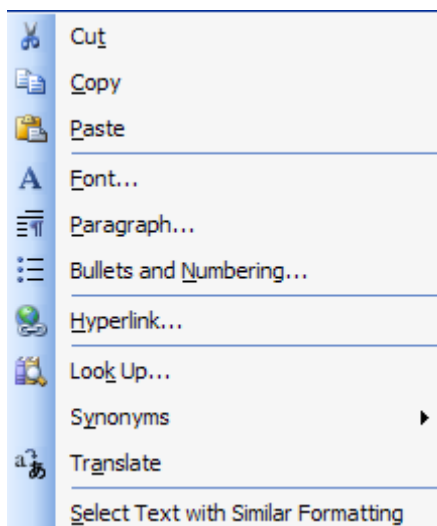 Cut
Copy
Paste
Font...
Paragraph...
Bullets and Numbering...
Hyperlink...
Look Up...
Synonyms
Translate
Select Text with Similar Formatting